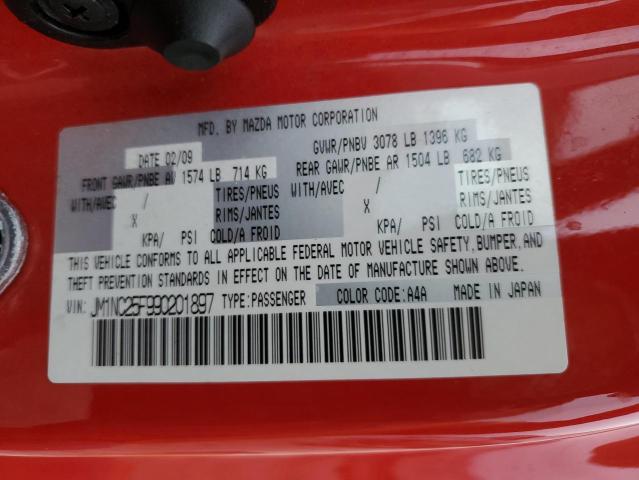 MFD. BY MAZDA MOTOR CORPORATION
DATE 02/09 GVWR/PNBV 3078 LB 1396 KG
FRONT GAWR/PNBE AV 1574 LB 714 KG REAR GAWR/PNBE AR 1504 LB 682 KG
WITH/AVEC / TIRES/PNEUS WITH/AVEC / TIRES/PNEUS
X RIMS/JANTES X RIMS/JANTES
KPA/ PSI COLD/A FROID KPA/ PSI COLD/A FROID
THIS VEHICLE CONFORMS TO ALL APPLICABLE FEDERAL MOTOR VEHICLE SAFETY, BUMPER, AND
THEFT PREVENTION STANDARDS IN EFFECT ON THE DATE OF MANUFACTURE SHOWN ABOVE.
VIN: JM1NC25F990201897 TYPE:PASSENGER COLOR CODE:A4A MADE IN JAPAN